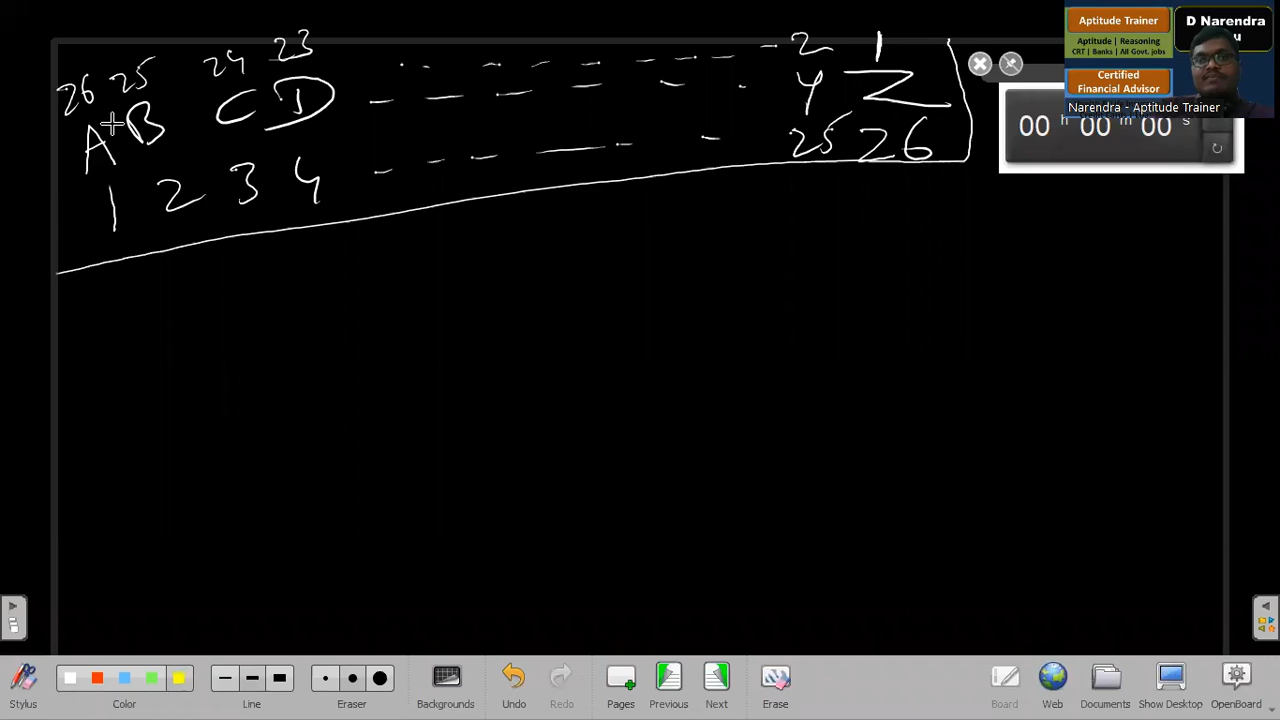 26 25 24 23 . . - - - - - - - - 2 1
A B C D - - - - - - . Y Z
1 2 3 4 - - - - - - 25 26
Aptitude Trainer
Aptitude | Reasoning
CRT | Banks | All Govt. jobs
Certified
Financial Advisor
D Narendra
u
Narendra - Aptitude Trainer
00 h 00 m 00 s
Stylus
Color
Line
Eraser
Backgrounds
Undo
Redo
Pages
Previous
Next
Erase
Board
Web
Documents
Show Desktop
OpenBoard